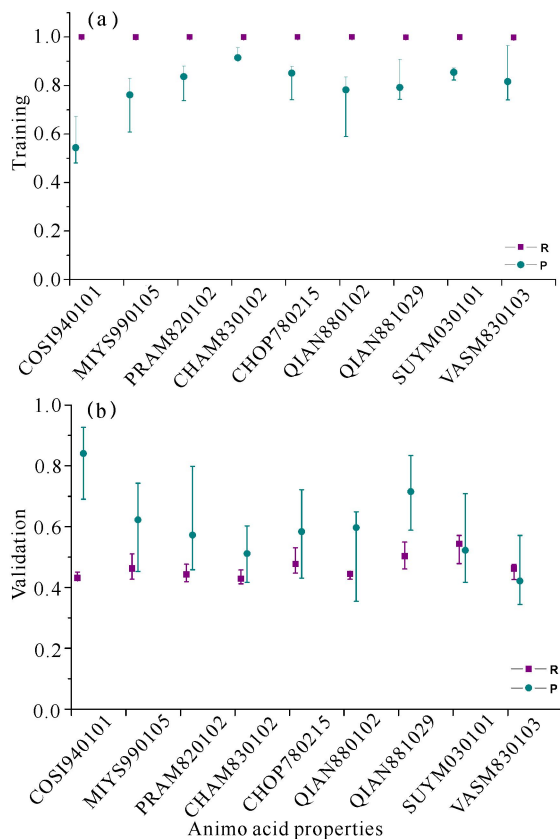 (a)
1.0
0.8
0.6
0.4
0.2
0.0
Training
R
P
COSI940101
MIYS990105
PRAM820102
CHAM830102
CHOP780215
QIAN880102
QIAN881029
SUYM030101
VASM830103
(b)
1.0
0.8
0.6
0.4
0.2
0.0
Validation
R
P
COSI940101
MIYS990105
PRAM820102
CHAM830102
CHOP780215
QIAN880102
QIAN881029
SUYM030101
VASM830103
Animo acid properties